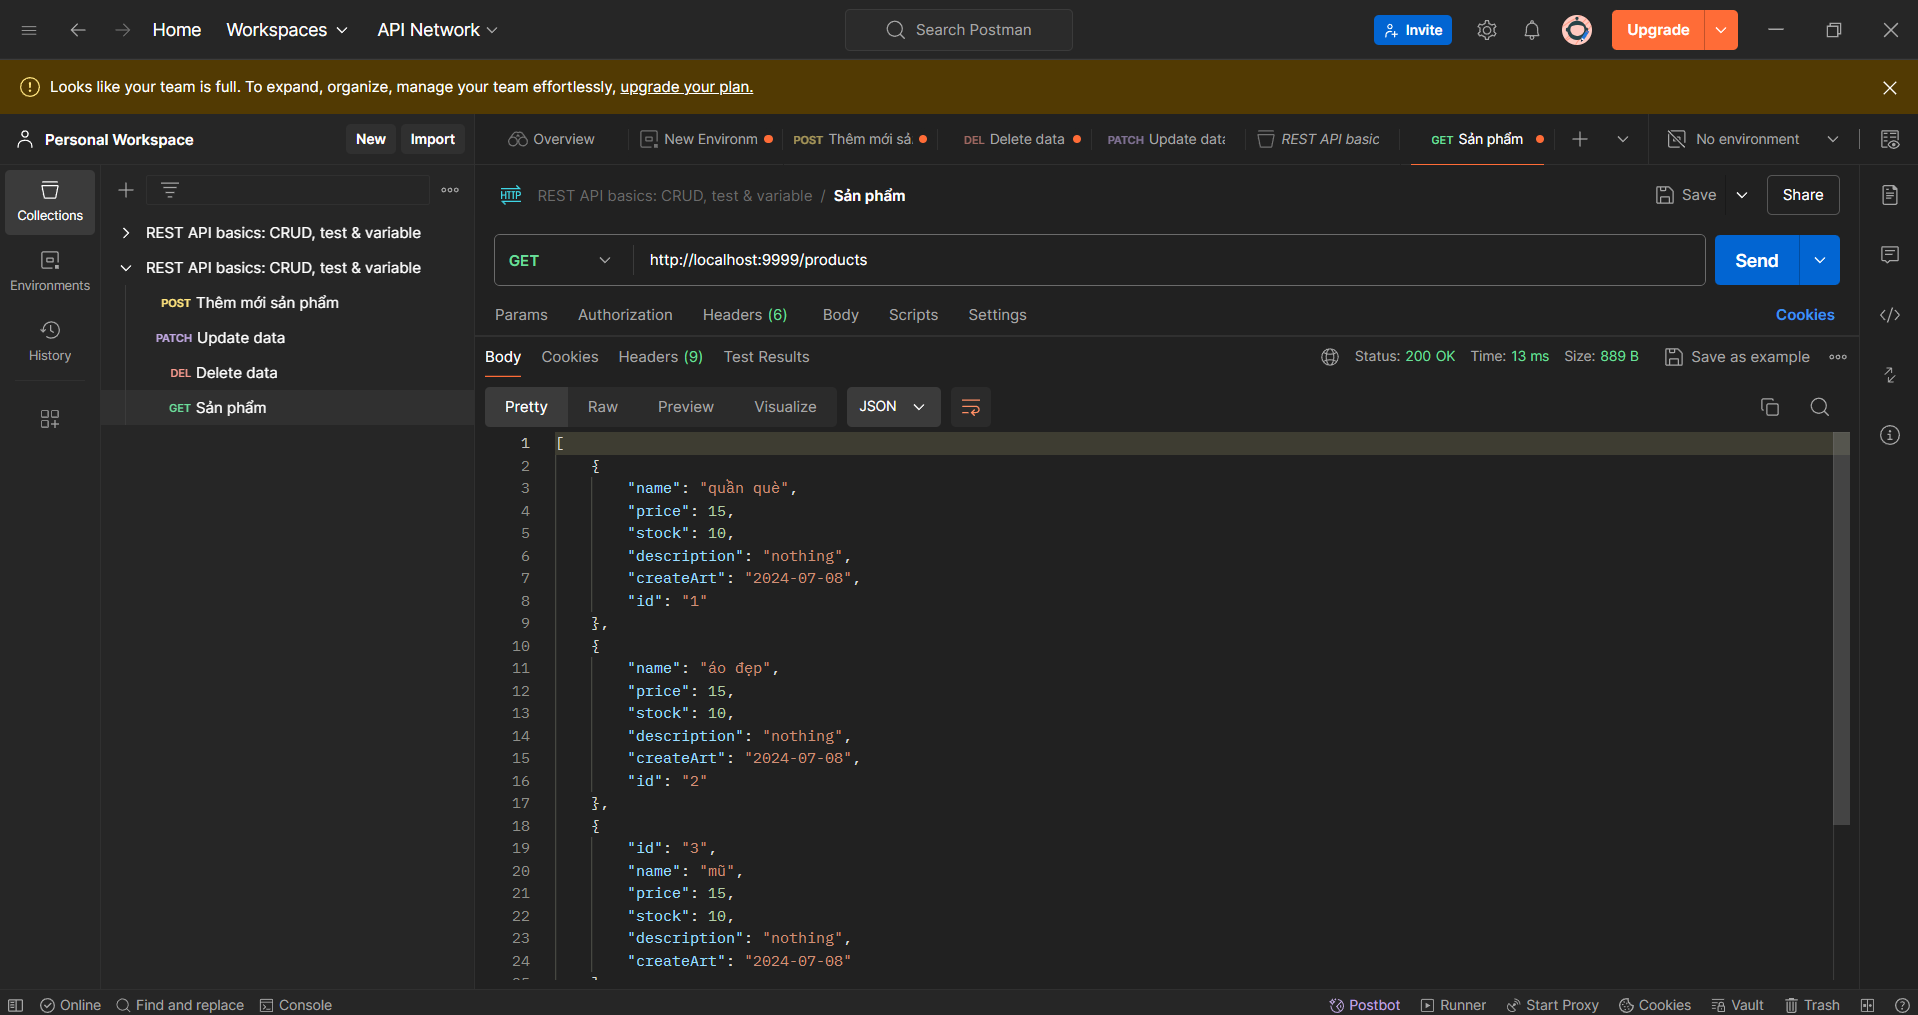 Home Workspaces API Network Search Postman Invite Upgrade
Looks like your team is full. To expand, organize, manage your team effortlessly, upgrade your plan.
Personal Workspace New Import
Overview New Environm POST Thêm mới sả. DEL Delete data PATCH Update data GET REST API basic GET Sản phẩm No environment
Collections
Environments
History
REST API basics: CRUD, test & variable
REST API basics: CRUD, test & variable
POST Thêm mới sản phẩm
PATCH Update data
DEL Delete data
GET Sản phẩm
HTTP REST API basics: CRUD, test & variable / Sản phẩm Save Share
GET http://localhost:9999/products Send
Params Authorization Headers (6) Body Scripts Settings Cookies
Body Cookies Headers (9) Test Results Status: 200 OK Time: 13 ms Size: 889 B Save as example
Pretty Raw Preview Visualize JSON
1 [
2 {
3 "name": "quần què",
4 "price": 15,
5 "stock": 10,
6 "description": "nothing",
7 "createArt": "2024-07-08",
8 "id": "1"
9 },
10 {
11 "name": "áo đẹp",
12 "price": 15,
13 "stock": 10,
14 "description": "nothing",
15 "createArt": "2024-07-08",
16 "id": "2"
17 },
18 {
19 "id": "3",
20 "name": "mũ",
21 "price": 15,
22 "stock": 10,
23 "description": "nothing",
24 "createArt": "2024-07-08"
Online Find and replace Console Postbot Runner Start Proxy Cookies Vault Trash